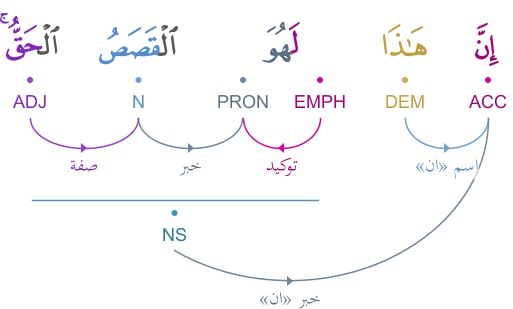 إِنَّ هَـٰذَا لَهُوَ ٱلْقَصَصُ ٱلْحَقُّ ۚ
ACC DEM EMPH PRON N ADJ
اسم «ان» توكيد خبر صفة
NS
خبر «ان»